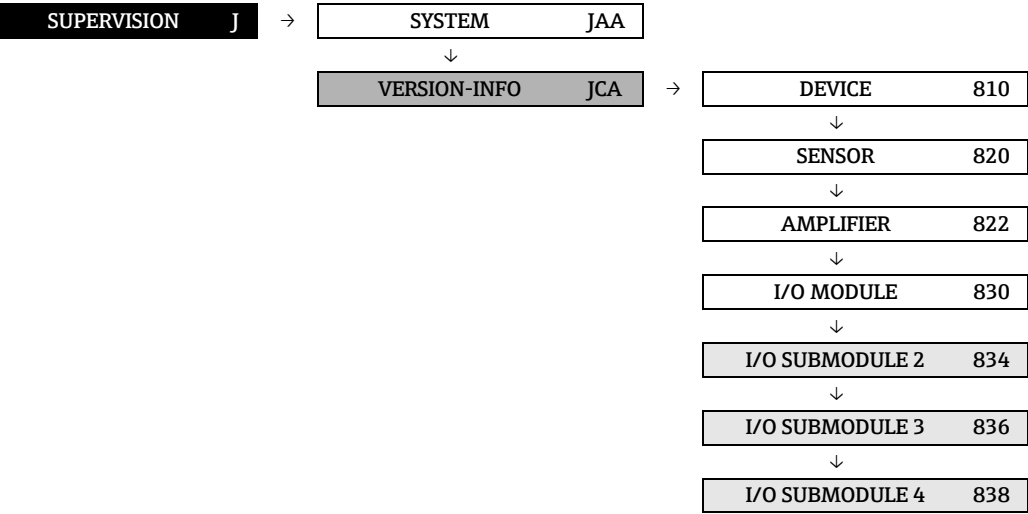 SUPERVISION J → SYSTEM JAA
↓
VERSION-INFO JCA → DEVICE 810
↓
SENSOR 820
↓
AMPLIFIER 822
↓
I/O MODULE 830
↓
I/O SUBMODULE 2 834
↓
I/O SUBMODULE 3 836
↓
I/O SUBMODULE 4 838